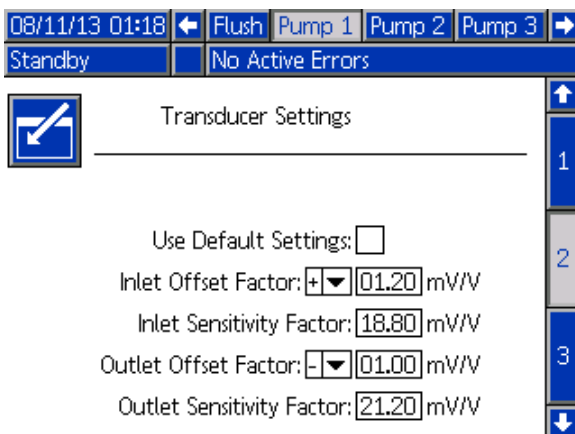 08/11/13 01:18 Flush Pump 1 Pump 2 Pump 3
Standby No Active Errors
Transducer Settings
1
Use Default Settings:
2
Inlet Offset Factor: + 01.20 mV/V
Inlet Sensitivity Factor: 18.80 mV/V
3
Outlet Offset Factor: - 01.00 mV/V
Outlet Sensitivity Factor: 21.20 mV/V